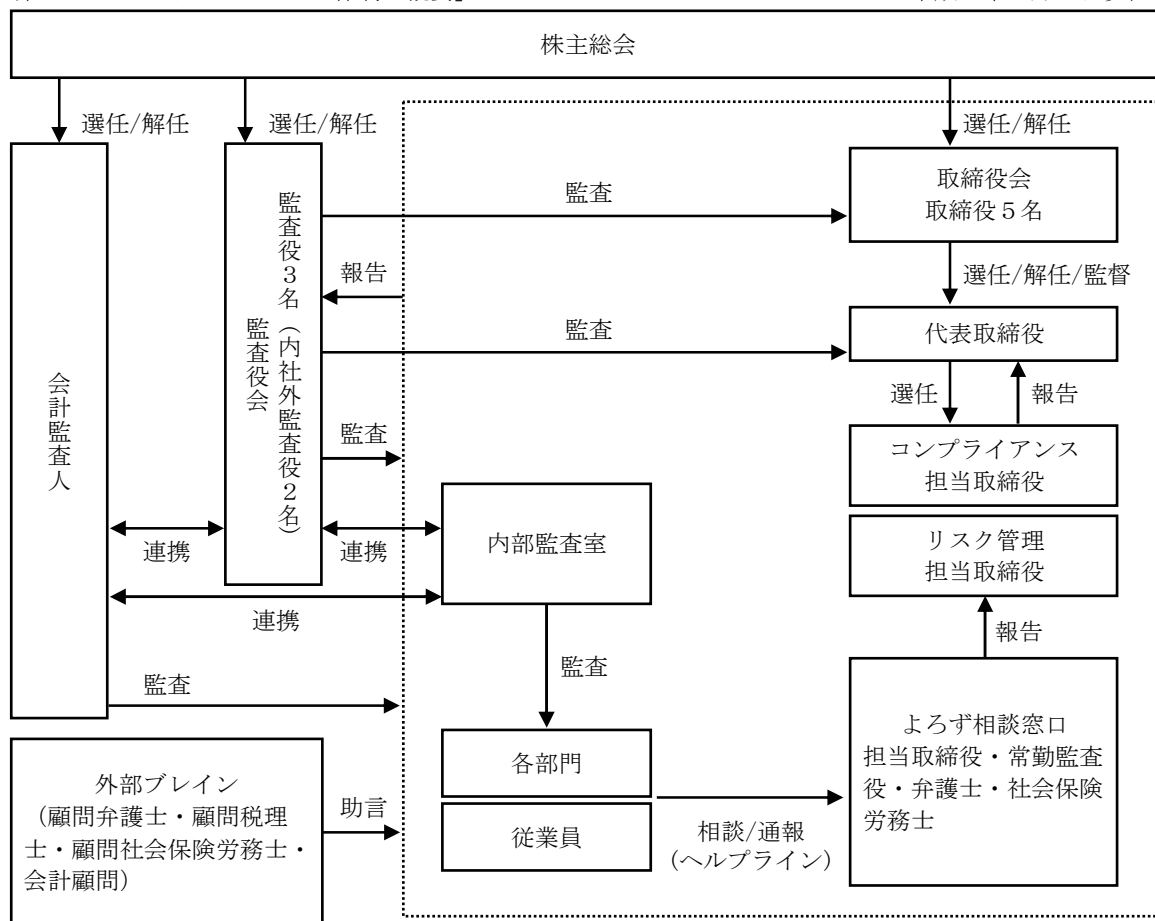 株主総会
選任/解任
選任/解任
選任/解任
会計監査人
監査役3名（内社外監査役2名）
監査役会
取締役会
取締役5名
監査
報告
選任/解任/監督
監査
代表取締役
選任
報告
監査
コンプライアンス
担当取締役
連携
連携
内部監査室
リスク管理
担当取締役
連携
報告
監査
監査
よろず相談窓口
担当取締役・常勤監査
役・弁護士・社会保険
労務士
各部門
従業員
相談/通報
（ヘルプライン）
外部ブレイン
（顧問弁護士・顧問税理
士・顧問社会保険労務士・
会計顧問）
助言